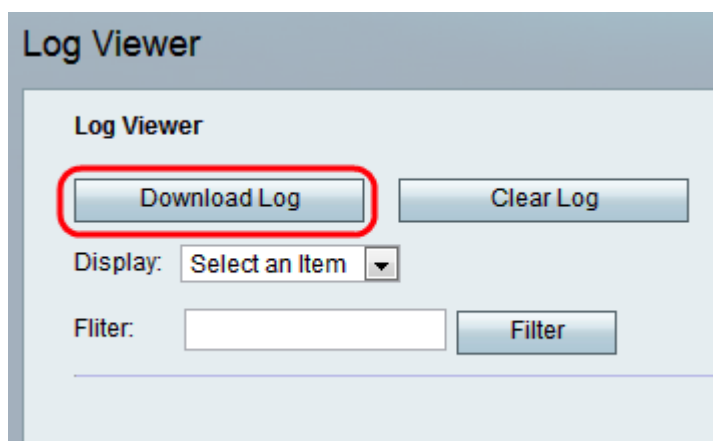 Log Viewer
Log Viewer
Download Log Clear Log
Display: Select an Item
Fliter: Filter